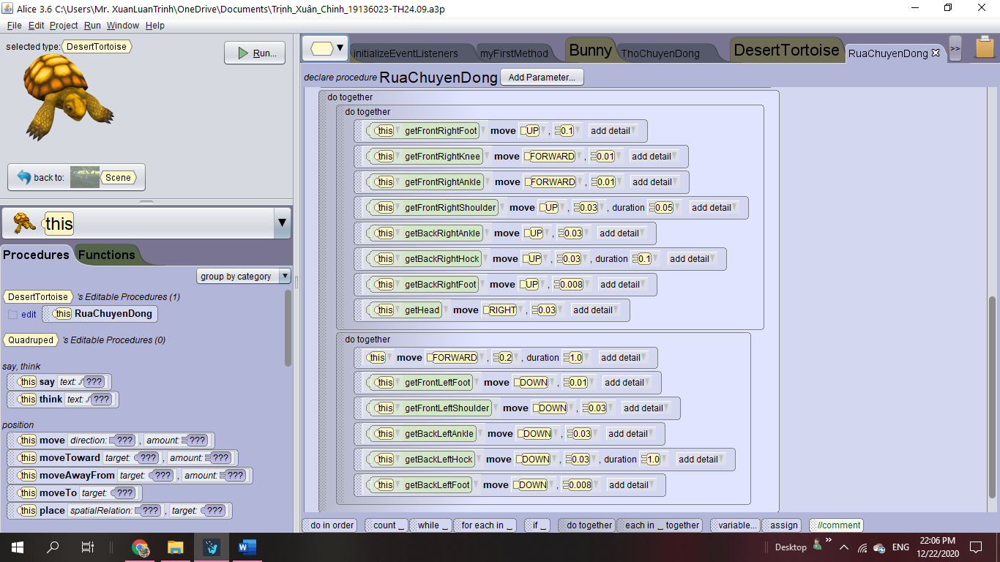 Alice 3.6 C:\Users\Mr. XuanLuanTrinh\OneDrive\Documents\Trịnh_Xuân_Chinh_19136023-TH24.09.a3p
File Edit Project Run Window Help
selected type: DesertTortoise
Run...
back to: Scene
this
Procedures Functions
group by category
DesertTortoise 's Editable Procedures (1)
edit this RuaChuyenDong
Quadruped 's Editable Procedures (0)
say, think
this say text: ???
this think text: ???
position
this move direction: ??? , amount: ???
this moveToward target: ??? , amount: ???
this moveAwayFrom target: ??? , amount: ???
this moveTo target: ???
this place spatialRelation: ??? , target: ???
initializeEventListeners myFirstMethod Bunny ThoChuyenDong DesertTortoise RuaChuyenDong >>
declare procedure RuaChuyenDong Add Parameter...
do together
do together
this getFrontRightFoot move UP , 0.1 add detail
this getFrontRightKnee move FORWARD , 0.01 add detail
this getFrontRightAnkle move FORWARD , 0.01 add detail
this getFrontRightShoulder move UP , 0.03 , duration 0.05 add detail
this getBackRightAnkle move UP , 0.03 add detail
this getBackRightHock move UP , 0.03 , duration 0.1 add detail
this getBackRightFoot move UP , 0.008 add detail
this getHead move RIGHT , 0.03 add detail
do together
this move FORWARD , 0.2 , duration 1.0 add detail
this getFrontLeftFoot move DOWN , 0.01 add detail
this getFrontLeftShoulder move DOWN , 0.03 add detail
this getBackLeftAnkle move DOWN , 0.03 add detail
this getBackLeftHock move DOWN , 0.03 , duration 1.0 add detail
this getBackLeftFoot move DOWN , 0.008 add detail
do in order count _ while _ for each in _ if _ do together each in _ together variable... assign //comment
Desktop >> ENG 22:06 PM
12/22/2020